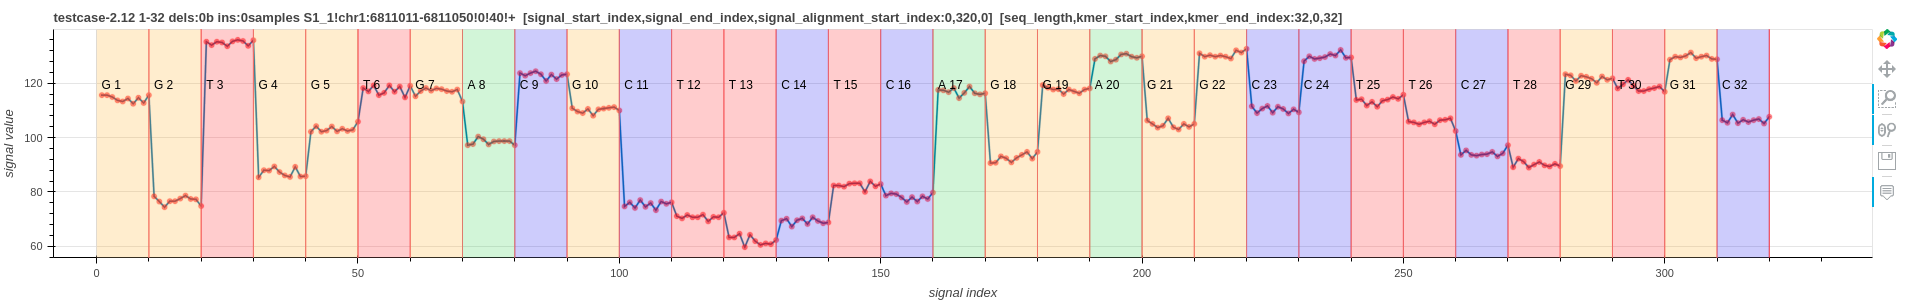 testcase-2.12 1-32 dels:0b ins:0samples S1_1!chr1:6811011-6811050!0!40!+  [signal_start_index,signal_end_index,signal_alignment_start_index:0,320,0]  [seq_length,kmer_start_index,kmer_end_index:32,0,32]
G 1 G 2 T 3 G 4 G 5 T 6 G 7 A 8 C 9 G 10 C 11 T 12 T 13 C 14 T 15 C 16 A 17 G 18 G 19 A 20 G 21 G 22 C 23 C 24 T 25 T 26 C 27 T 28 G 29 T 30 G 31 C 32
signal value
120
100
80
60
0 50 100 150 200 250 300
signal index